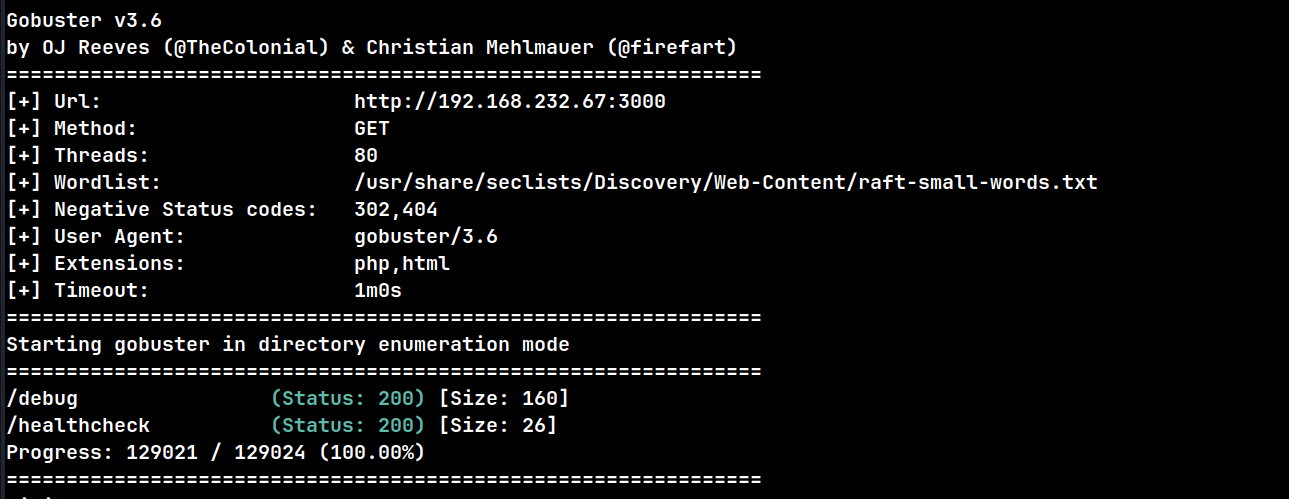 Gobuster v3.6
by OJ Reeves (@TheColonial) & Christian Mehlmauer (@firefart)
===============================================================
[+] Url:                     http://192.168.232.67:3000
[+] Method:                  GET
[+] Threads:                 80
[+] Wordlist:                /usr/share/seclists/Discovery/Web-Content/raft-small-words.txt
[+] Negative Status codes:   302,404
[+] User Agent:              gobuster/3.6
[+] Extensions:              php,html
[+] Timeout:                 1m0s
===============================================================
Starting gobuster in directory enumeration mode
===============================================================
/debug                (Status: 200) [Size: 160]
/healthcheck          (Status: 200) [Size: 26]
Progress: 129021 / 129024 (100.00%)
===============================================================